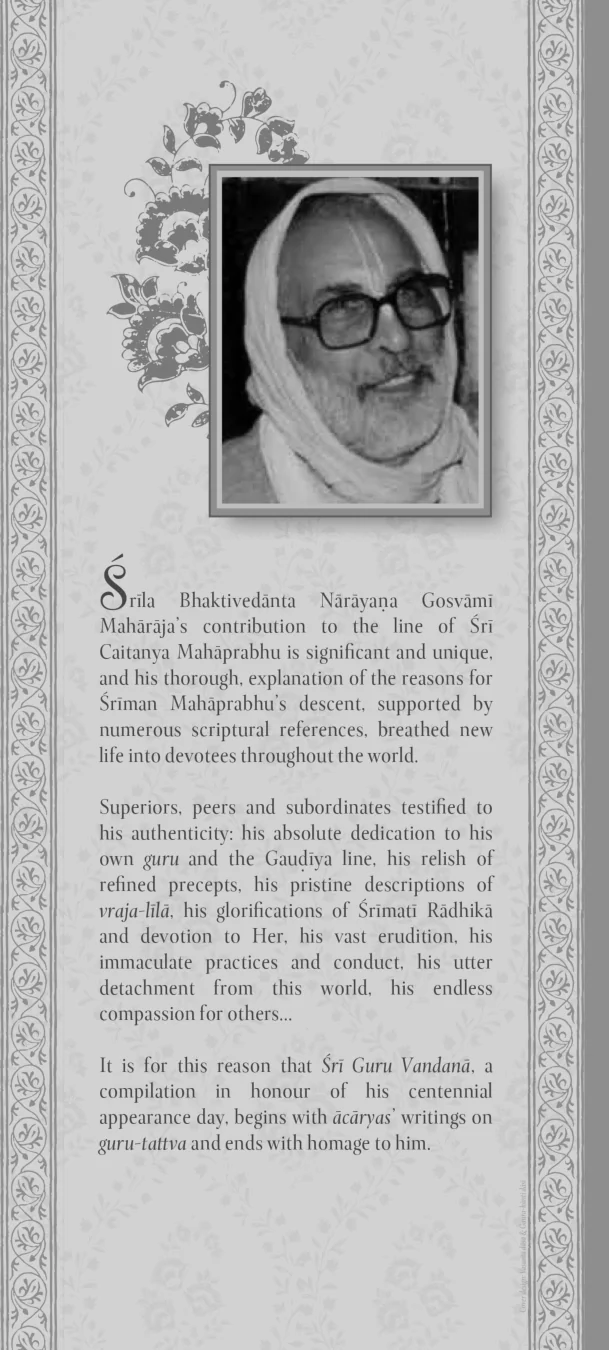 Śrīla Bhaktivedānta Nārāyaṇa Gosvāmī
Mahārāja’s contribution to the line of Śrī
Caitanya Mahāprabhu is significant and unique,
and his thorough, explanation of the reasons for
Śrīman Mahāprabhu’s descent, supported by
numerous scriptural references, breathed new
life into devotees throughout the world.
Superiors, peers and subordinates testified to
his authenticity: his absolute dedication to his
own guru and the Gauḍīya line, his relish of
refined precepts, his pristine descriptions of
vraja-līlā, his glorifications of Śrīmatī Rādhikā
and devotion to Her, his vast erudition, his
immaculate practices and conduct, his utter
detachment from this world, his endless
compassion for others...
It is for this reason that Śrī Guru Vandanā, a
compilation in honour of his centennial
appearance day, begins with ācāryas’ writings on
guru-tattva and ends with homage to him.